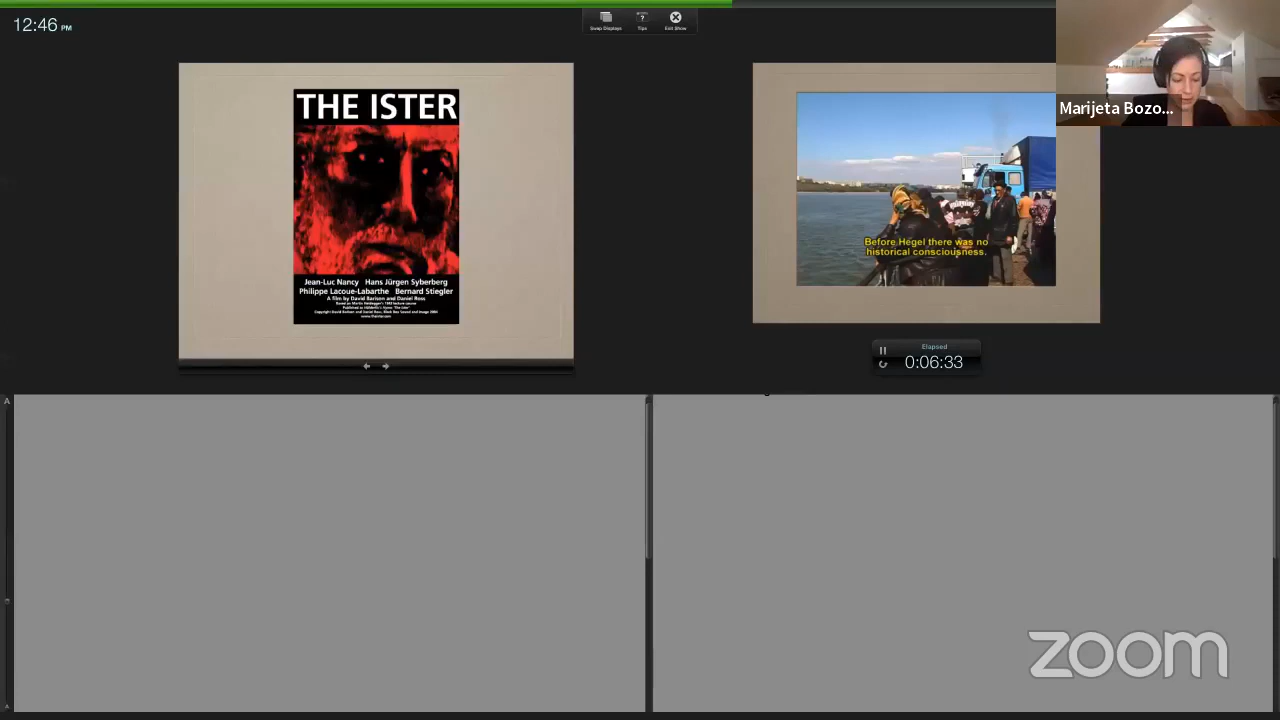 12:46 PM
Swap Displays
Tips
Exit Show
Marijeta Bozo...
THE ISTER
Jean-Luc Nancy Hans Jürgen Syberberg
Philippe Lacoue-Labarthe Bernard Stiegler
A film by David Barison and Daniel Ross
Before Hegel there was no
historical consciousness.
Elapsed
0:06:33
zoom